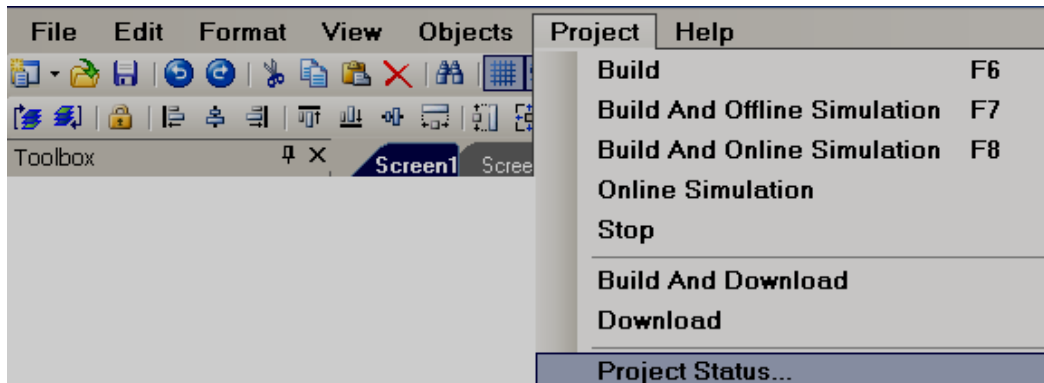 File Edit Format View Objects Project Help
Build F6
Build And Offline Simulation F7
Build And Online Simulation F8
Online Simulation
Stop
Build And Download
Download
Project Status...
Toolbox
Screen1 Scree